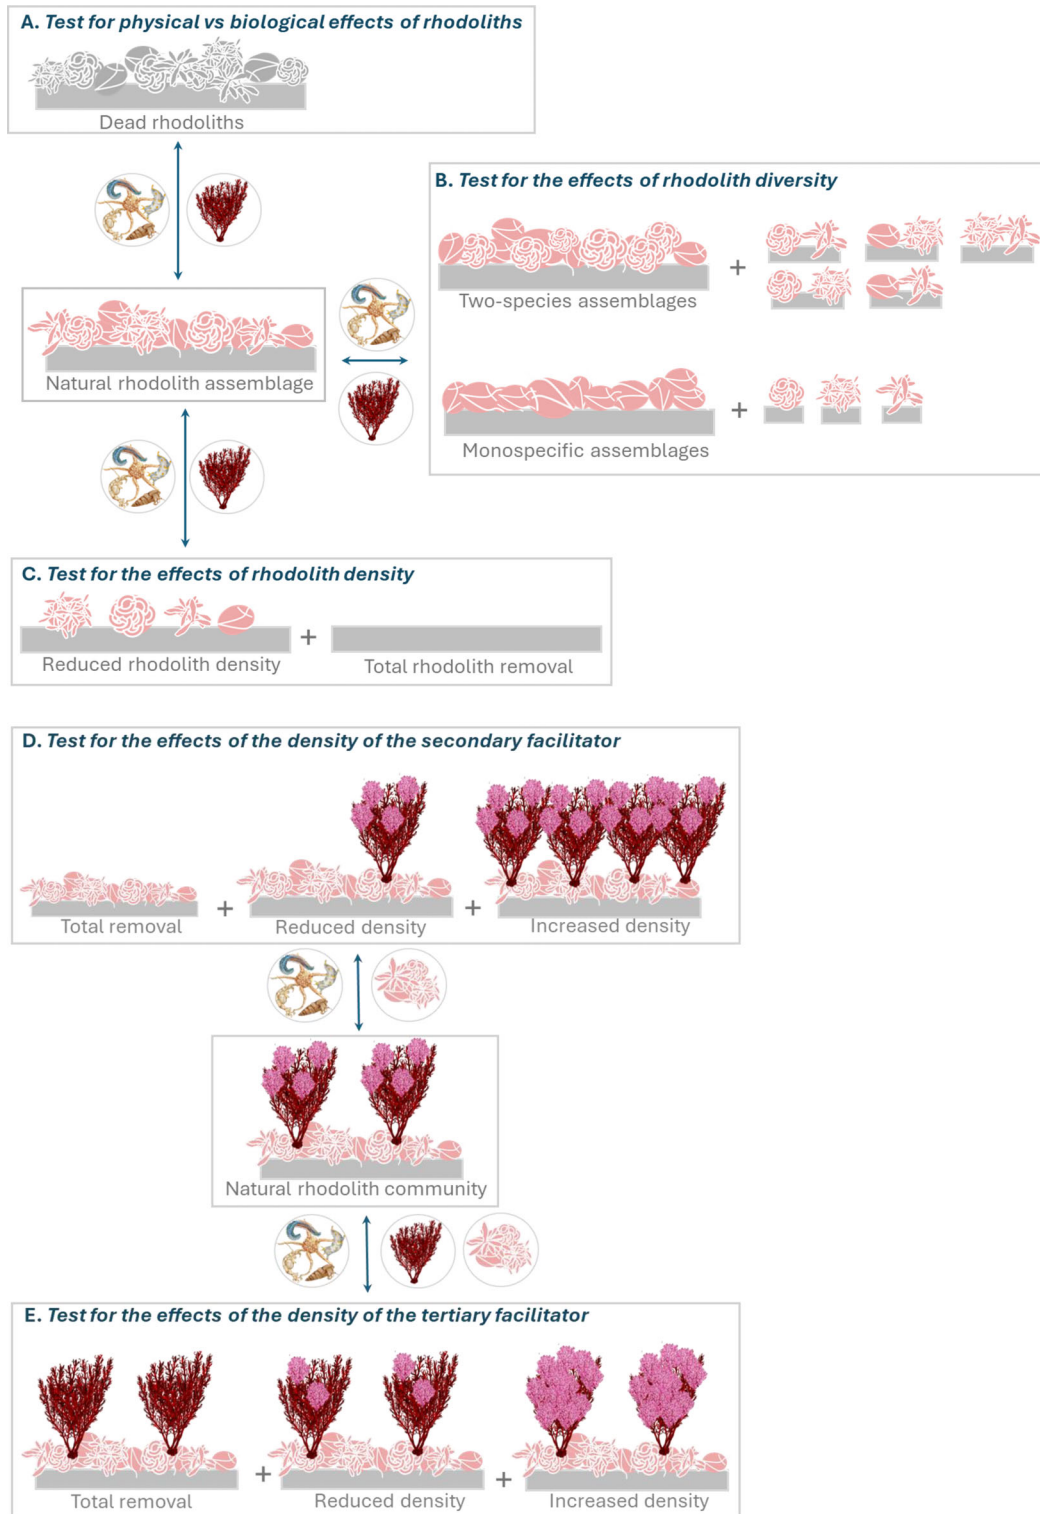 A. Test for physical vs biological effects of rhodoliths
Dead rhodoliths
B. Test for the effects of rhodolith diversity
+
Two-species assemblages
Natural rhodolith assemblage
+
Monospecific assemblages
C. Test for the effects of rhodolith density
+
Reduced rhodolith density
Total rhodolith removal
D. Test for the effects of the density of the secondary facilitator
+
+
Total removal
Reduced density
Increased density
Natural rhodolith community
E. Test for the effects of the density of the tertiary facilitator
+
+
Total removal
Reduced density
Increased density